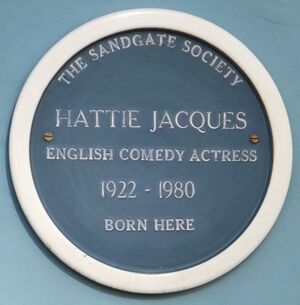 THE SANDGATE SOCIETY
HATTIE JACQUES
ENGLISH COMEDY ACTRESS
1922 - 1980
BORN HERE